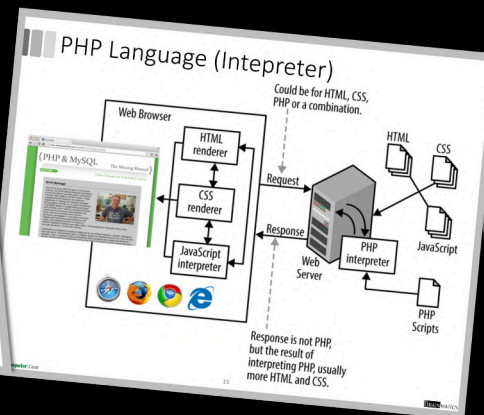 PHP Language (Intepreter)
Could be for HTML, CSS,
PHP or a combination.
Web Browser
HTML
renderer
CSS
renderer
JavaScript
interpreter
{PHP & MySQL
The Missing Manual}
Request
Response
Web
Server
PHP
interpreter
HTML
CSS
JavaScript
PHP
Scripts
Response is not PHP,
but the result of
interpreting PHP, usually
more HTML and CSS.
15